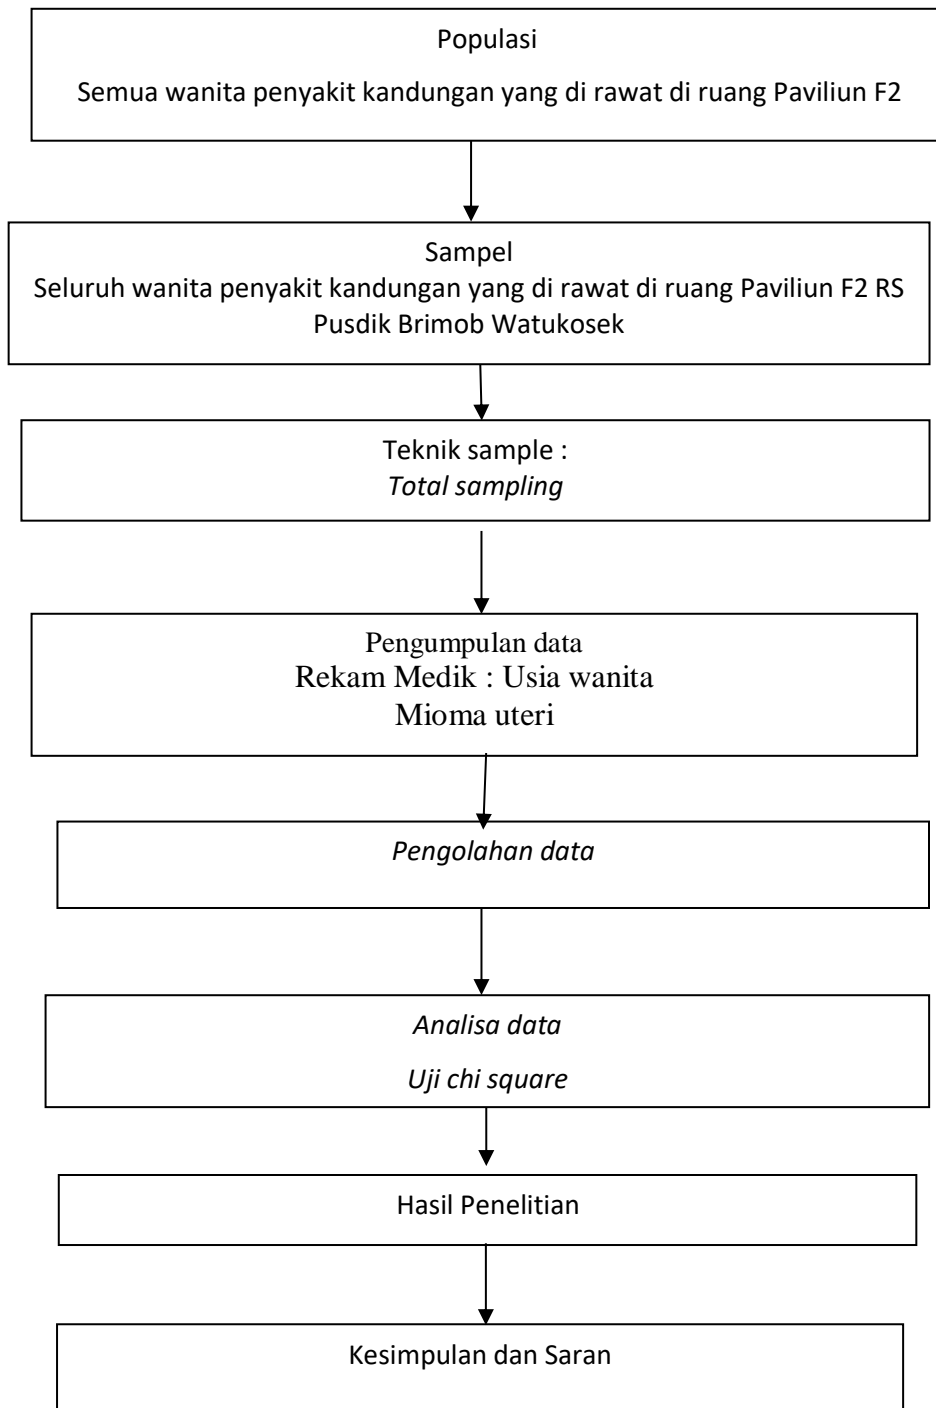 Populasi
Semua wanita penyakit kandungan yang di rawat di ruang Paviliun F2
Sampel
Seluruh wanita penyakit kandungan yang di rawat di ruang Paviliun F2 RS
Pusdik Brimob Watukosek
Teknik sample :
Total sampling
Pengumpulan data
Rekam Medik : Usia wanita
Mioma uteri
Pengolahan data
Analisa data
Uji chi square
Hasil Penelitian
Kesimpulan dan Saran